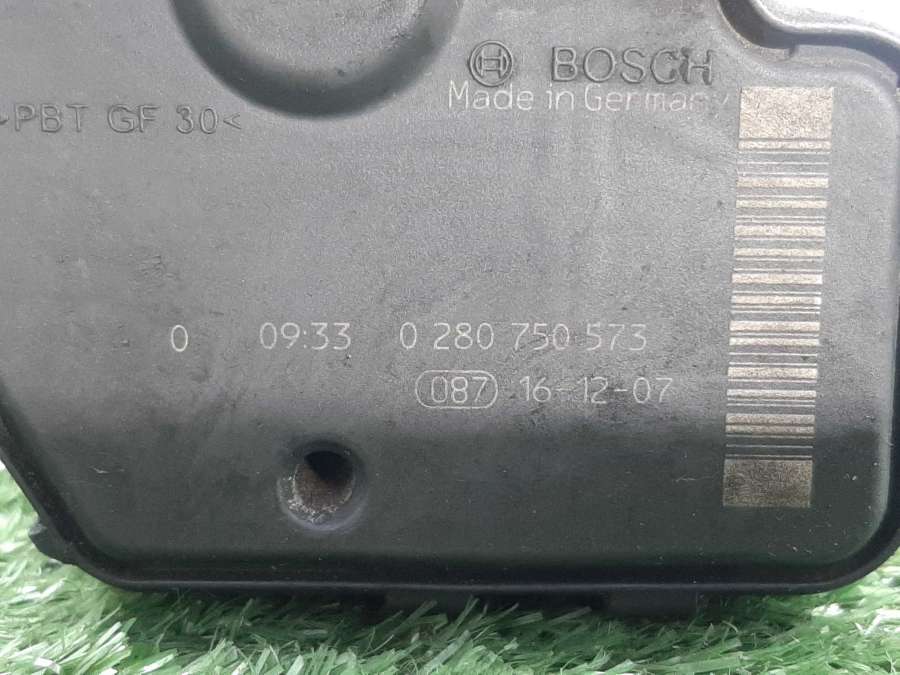 BOSCH
Made in Germany
>PBT GF 30<
0 09:33 0 280 750 573
087 16-12-07